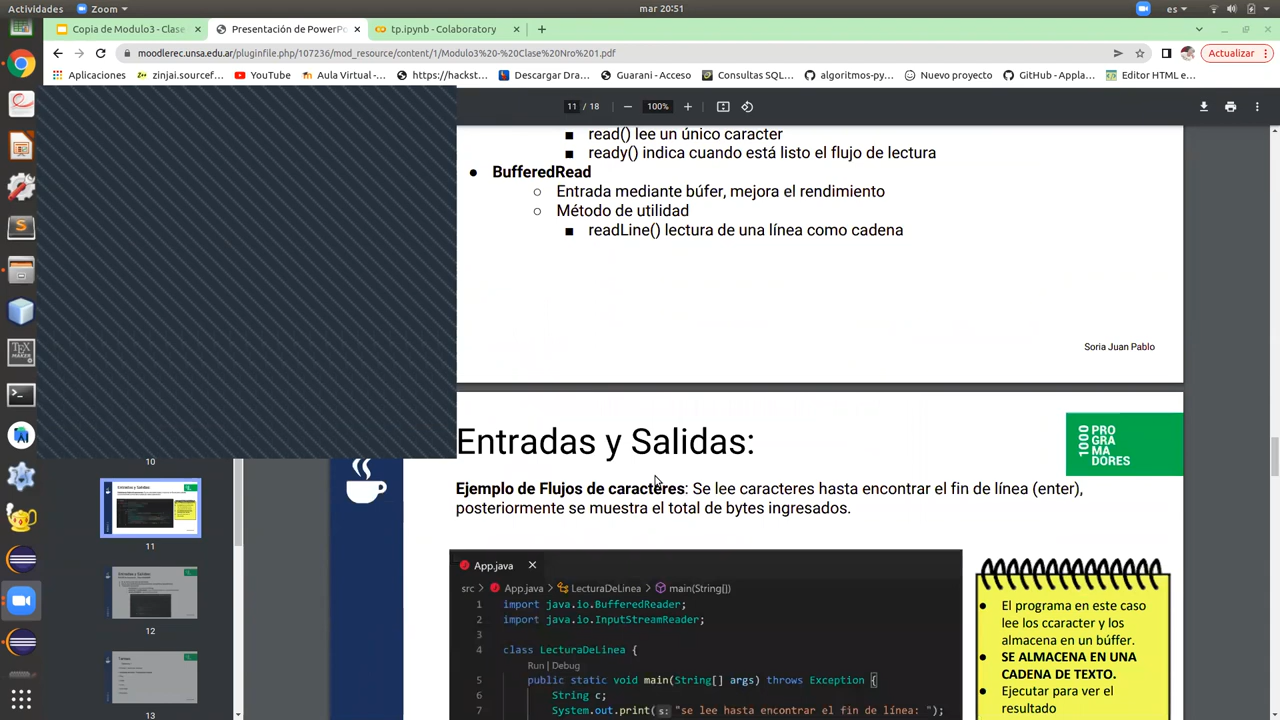 Actividades Zoom mar 20:51 es
Copia de Modulo3 - Clase Presentación de PowerPo tp.ipynb - Colaboratory
moodlerec.unsa.edu.ar/pluginfile.php/107236/mod_resource/content/1/Modulo3%20-%20Clase%20Nro%201.pdf Actualizar
Aplicaciones zinjai.sourcef... YouTube Aula Virtual -... https://hackst... Descargar Dra... Guarani - Acceso Consultas SQL... algoritmos-py... Nuevo proyecto GitHub - Appla... Editor HTML e...
11 / 18 100%
read() lee un único caracter
ready() indica cuando está listo el flujo de lectura
BufferedRead
Entrada mediante búfer, mejora el rendimiento
Método de utilidad
readLine() lectura de una línea como cadena
Soria Juan Pablo
10
11
12
13
Entradas y Salidas:
1000 PRO
GRA
MA
DORES
Ejemplo de Flujos de caracteres: Se lee caracteres hasta encontrar el fin de línea (enter),
posteriormente se muestra el total de bytes ingresados.
App.java
src > App.java > LecturaDeLinea > main(String[])
1 import java.io.BufferedReader;
2 import java.io.InputStreamReader;
3
4 class LecturaDeLinea {
Run | Debug
5 public static void main(String[] args) throws Exception {
6 String c;
7 System.out.print(s: "se lee hasta encontrar el fin de línea: ");
El programa en este caso
lee los ccaracter y los
almacena en un búffer.
SE ALMACENA EN UNA
CADENA DE TEXTO.
Ejecutar para ver el
resultado